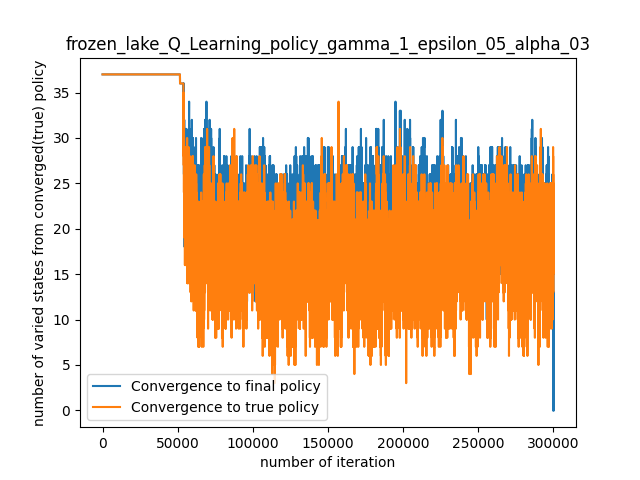 frozen_lake_Q_Learning_policy_gamma_1_epsilon_05_alpha_03
number of varied states from converged(true) policy
35
30
25
20
15
10
5
0
Convergence to final policy
Convergence to true policy
0 50000 100000 150000 200000 250000 300000
number of iteration